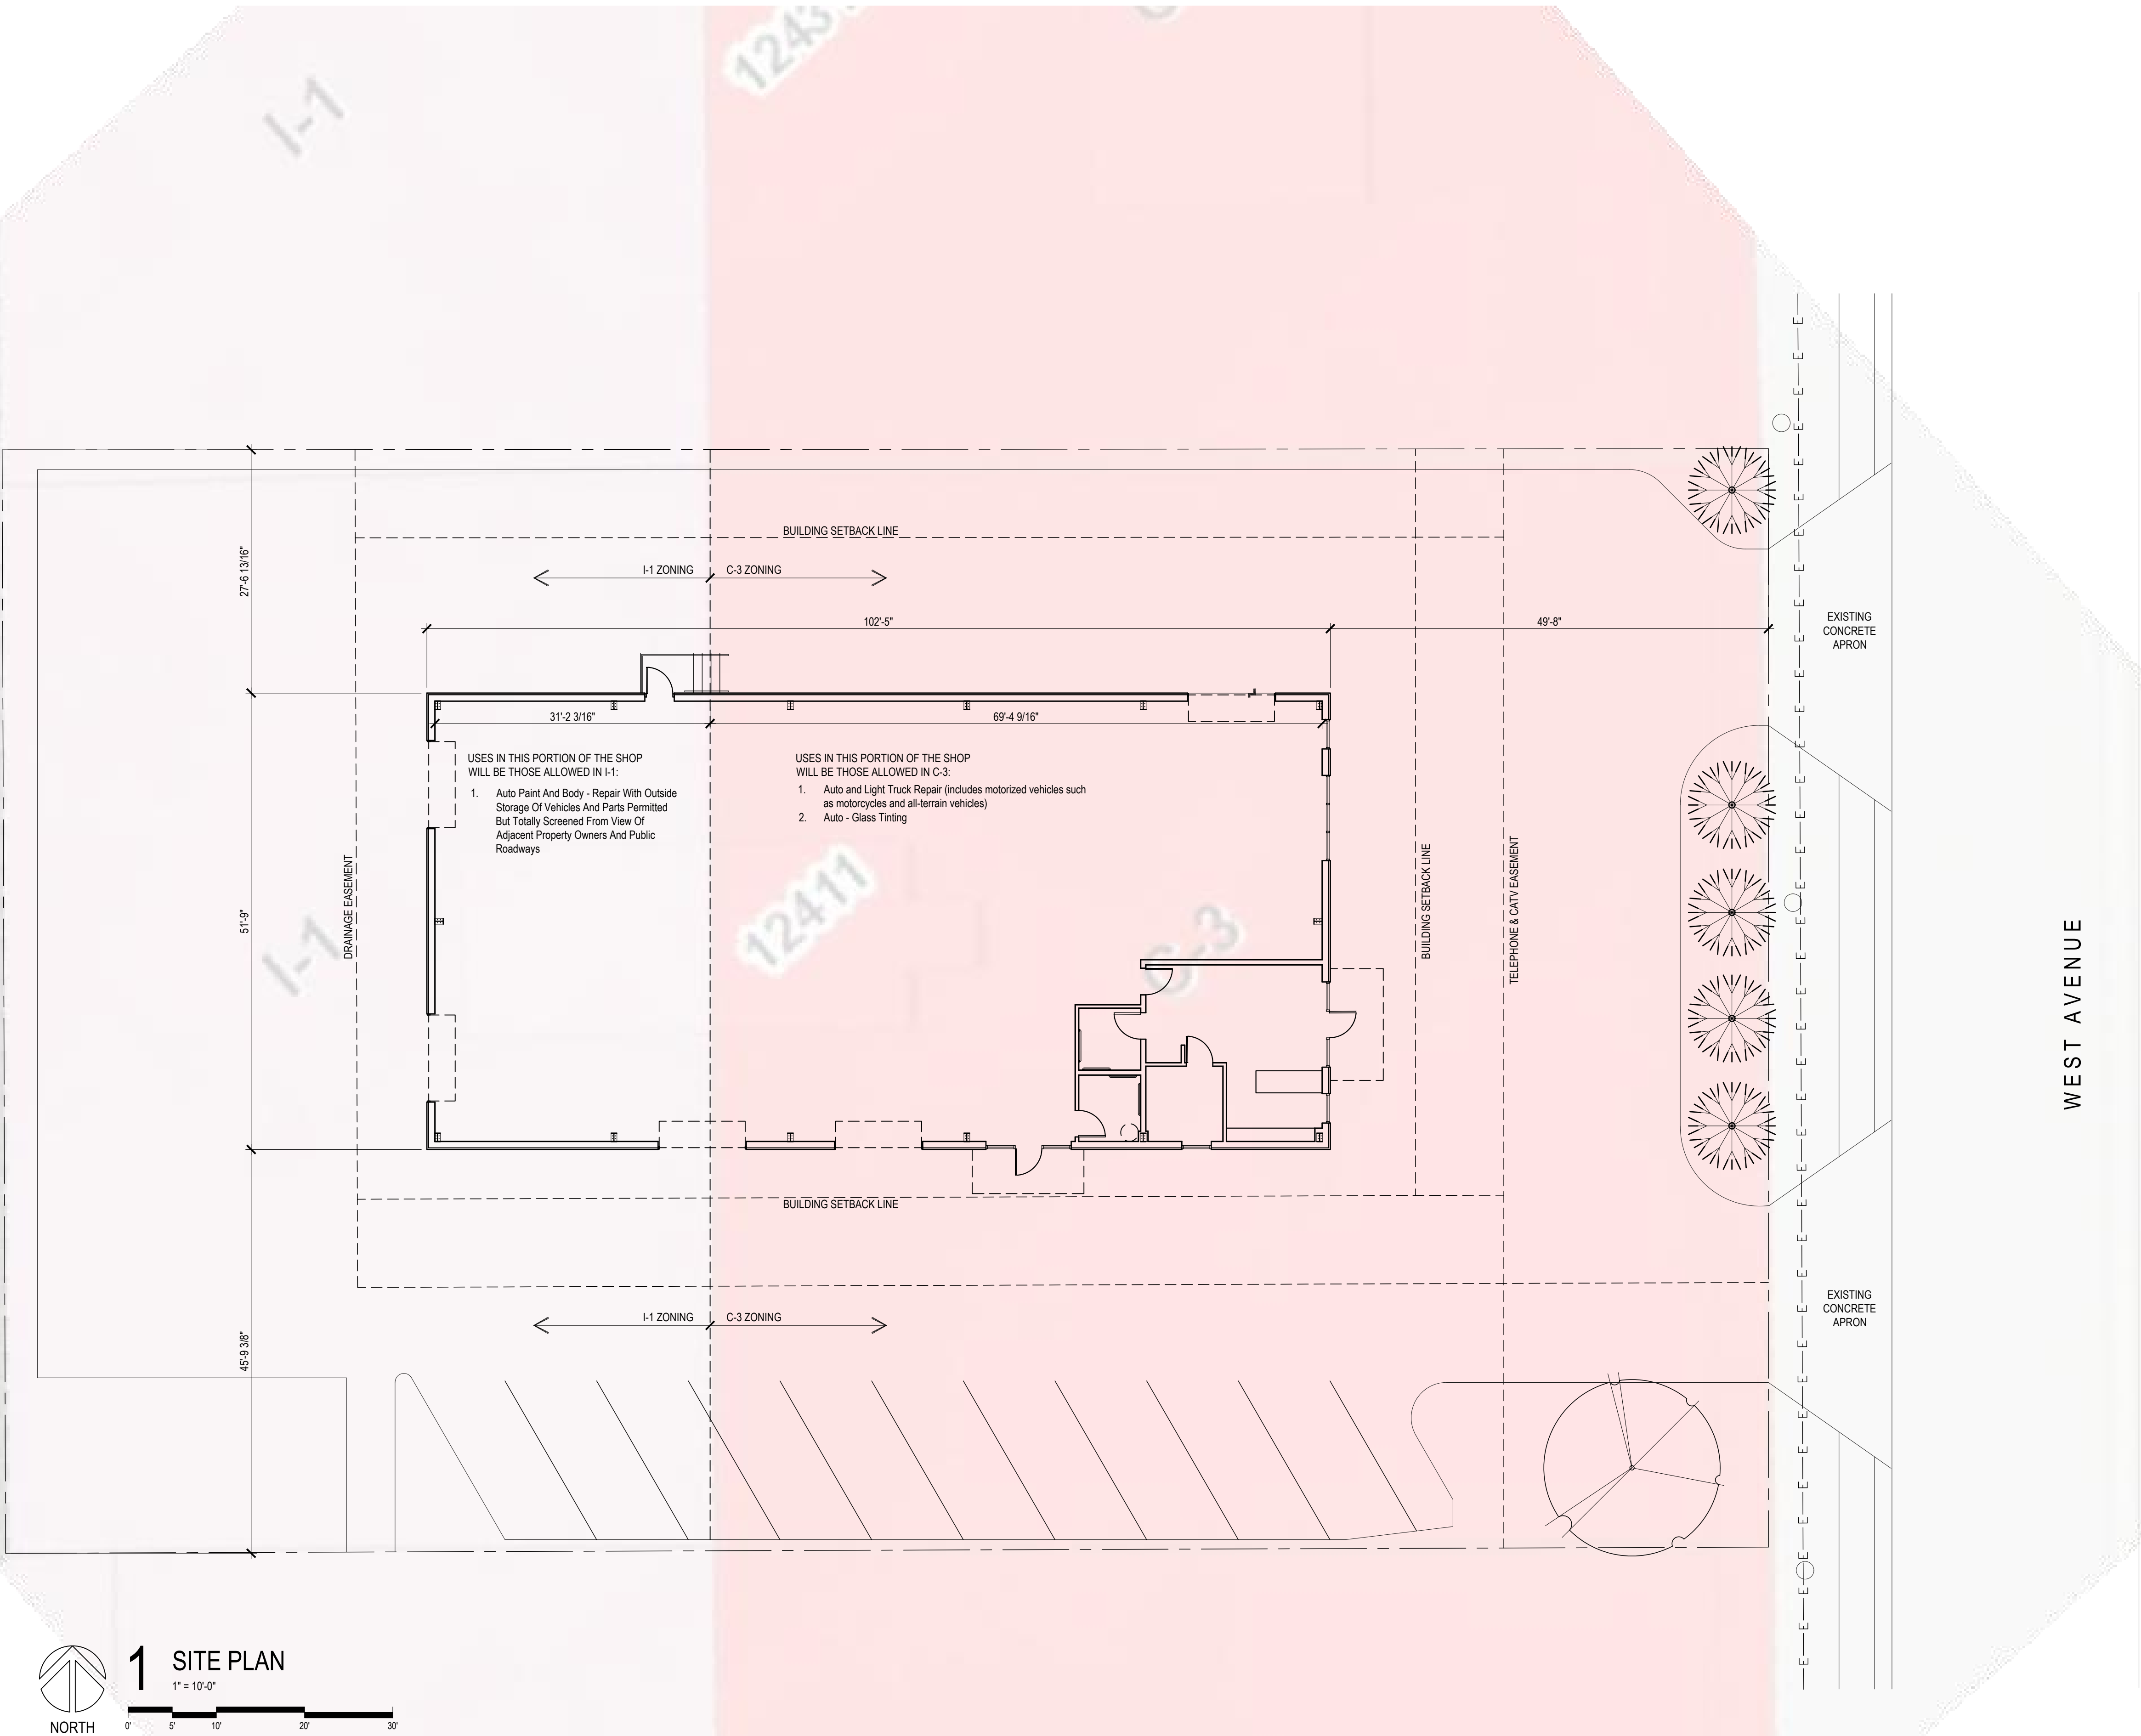 1243
I-1
BUILDING SETBACK LINE
I-1 ZONING
C-3 ZONING
27'-6 13/16"
102'-5"
49'-8"
EXISTING
CONCRETE
APRON
31'-2 3/16"
69'-4 9/16"
USES IN THIS PORTION OF THE SHOP
WILL BE THOSE ALLOWED IN I-1:
1. Auto Paint And Body - Repair With Outside
Storage Of Vehicles And Parts Permitted
But Totally Screened From View Of
Adjacent Property Owners And Public
Roadways
USES IN THIS PORTION OF THE SHOP
WILL BE THOSE ALLOWED IN C-3:
1. Auto and Light Truck Repair (includes motorized vehicles such
as motorcycles and all-terrain vehicles)
2. Auto - Glass Tinting
51'-9"
I-1
DRAINAGE EASEMENT
12411
C-3
BUILDING SETBACK LINE
TELEPHONE & CATV EASEMENT
WEST AVENUE
BUILDING SETBACK LINE
I-1 ZONING
C-3 ZONING
EXISTING
CONCRETE
APRON
45'-9 3/8"
1 SITE PLAN
1" = 10'-0"
NORTH
0' 5' 10' 20' 30'